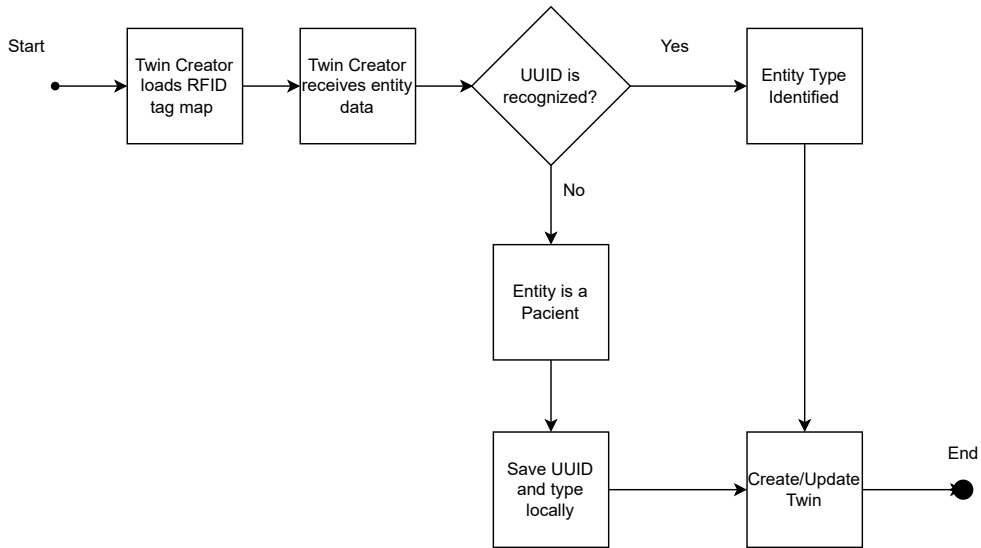 Start
Twin Creator
loads RFID
tag map
Twin Creator
receives entity
data
UUID is
recognized?
Yes
Entity Type
Identified
No
Entity is a
Pacient
Save UUID
and type
locally
Create/Update
Twin
End